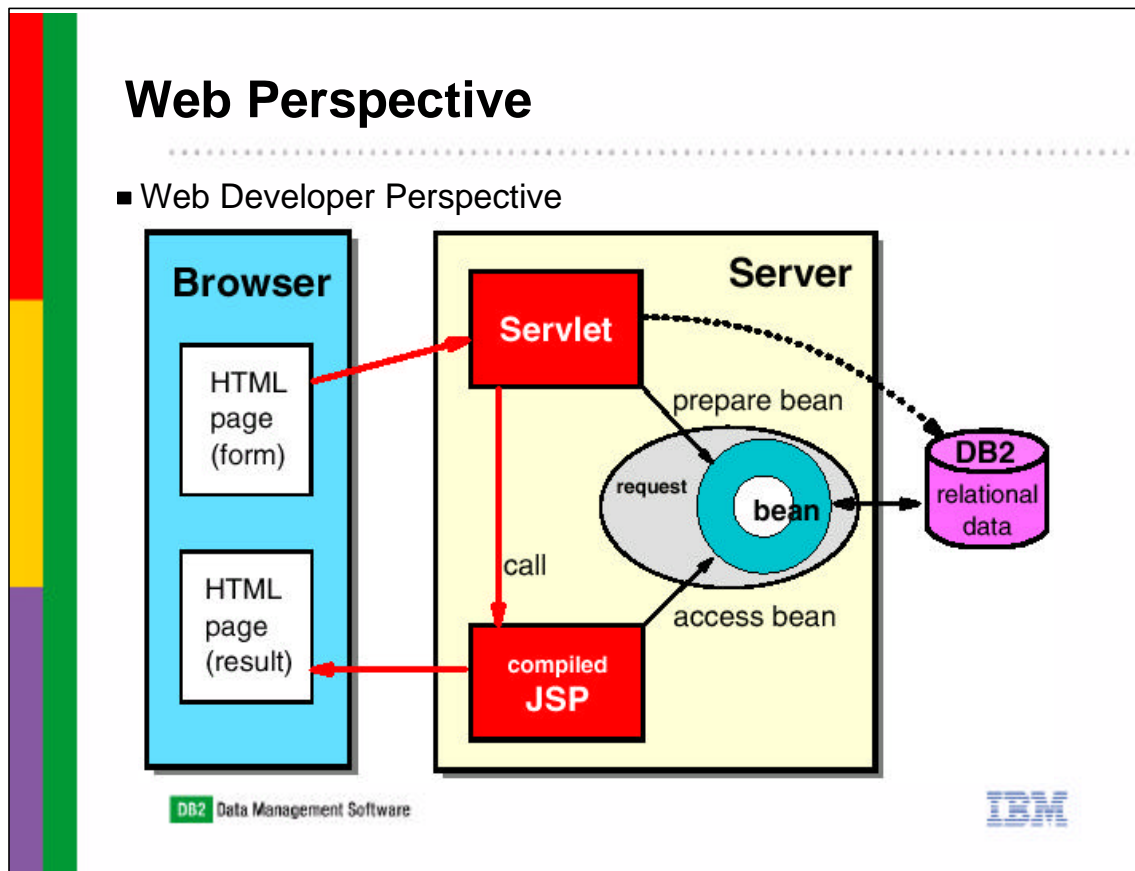 Web Perspective
■ Web Developer Perspective
Browser
HTML
page
(form)
HTML
page
(result)
Server
Servlet
prepare bean
request
bean
call
access bean
compiled
JSP
DB2
relational
data
DB2 Data Management Software
IBM